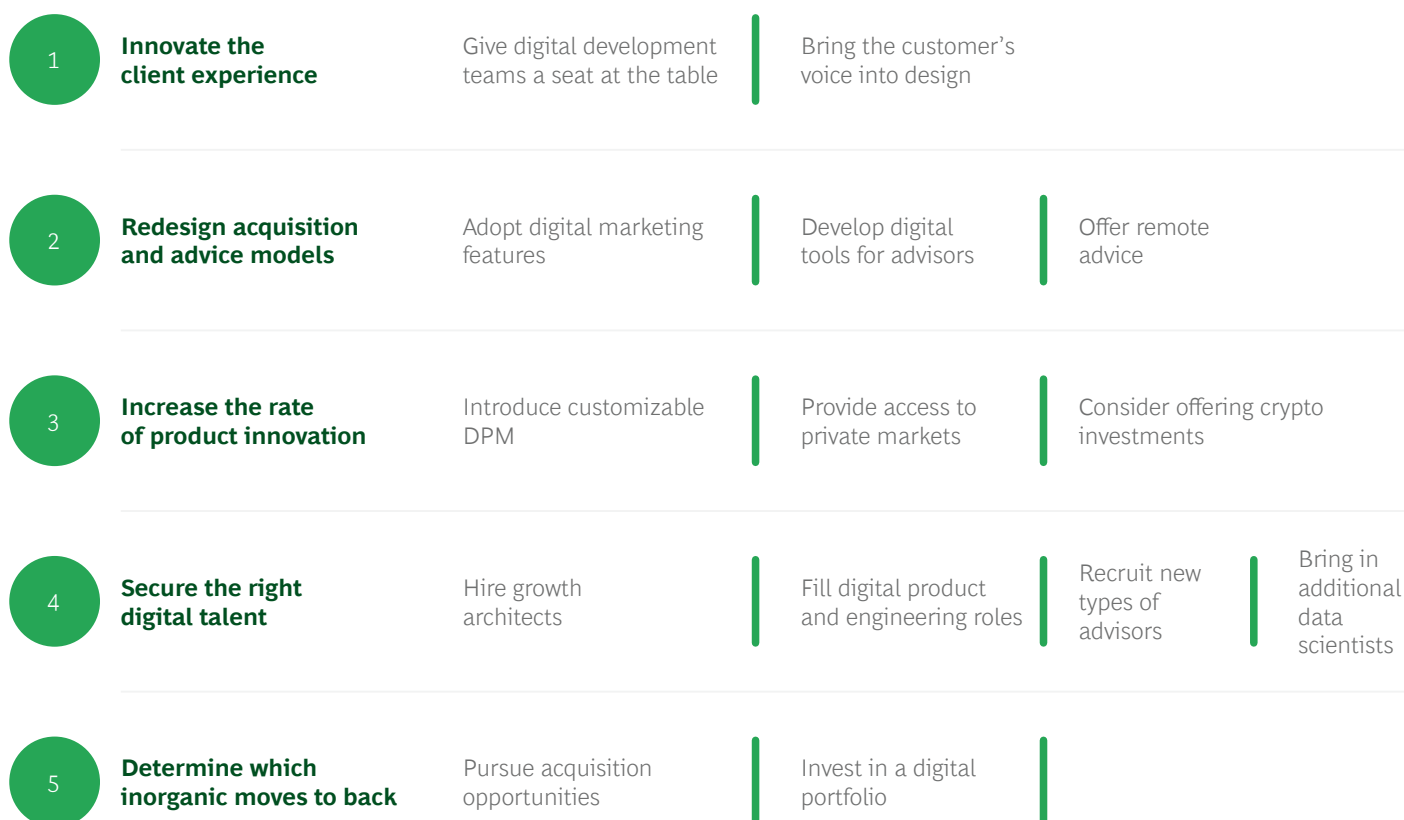 1
Innovate the
client experience
Give digital development
teams a seat at the table
Bring the customer’s
voice into design
2
Redesign acquisition
and advice models
Adopt digital marketing
features
Develop digital
tools for advisors
Offer remote
advice
3
Increase the rate
of product innovation
Introduce customizable
DPM
Provide access to
private markets
Consider offering crypto
investments
4
Secure the right
digital talent
Hire growth
architects
Fill digital product
and engineering roles
Recruit new
types of
advisors
Bring in
additional
data
scientists
5
Determine which
inorganic moves to back
Pursue acquisition
opportunities
Invest in a digital
portfolio